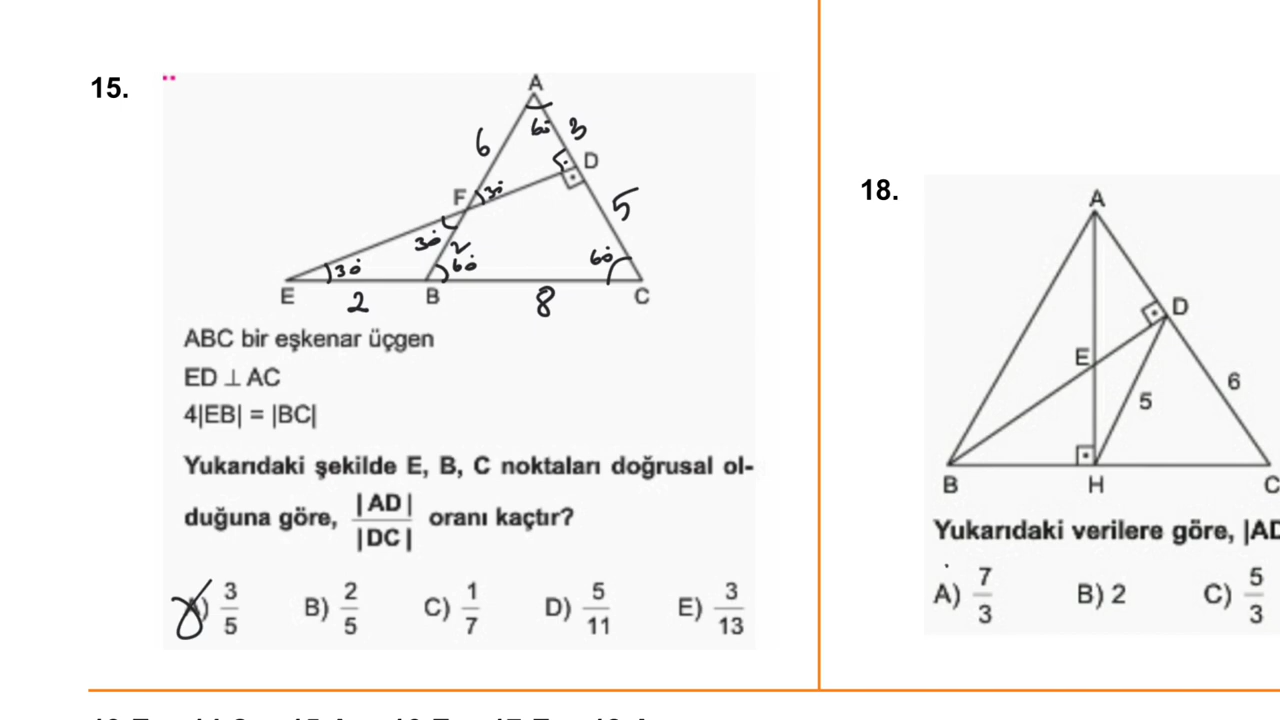 15.
A
6
60
3
D
F
30
5
30
2
60
60
30
E
2
B
8
C
ABC bir eşkenar üçgen
ED ⊥ AC
4|EB| = |BC|
Yukarıdaki şekilde E, B, C noktaları doğrusal ol-
duğuna göre, |AD| / |DC| oranı kaçtır?
A) 3/5 B) 2/5 C) 1/7 D) 5/11 E) 3/13
18.
A
D
E
6
5
B
H
C
Yukarıdaki verilere göre, |AD
A) 7/3 B) 2 C) 5/3